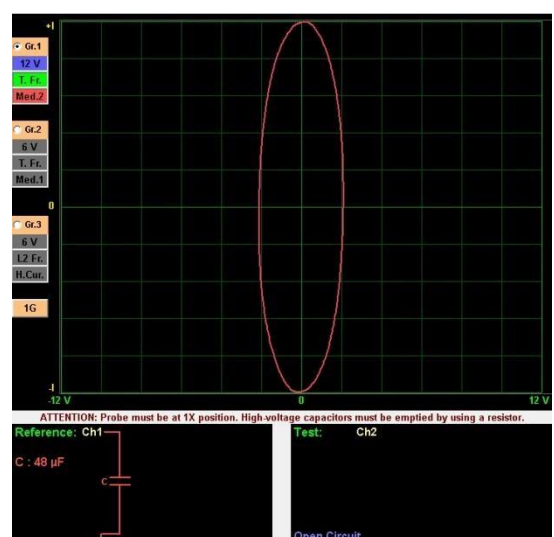 +I
Gr.1
12 V
T. Fr.
Med.2
Gr.2
6 V
T. Fr.
Med.1
0
Gr.3
6 V
L2 Fr.
H.Cur.
1G
-I
-12 V
0
12 V
ATTENTION: Probe must be at 1X position. High-voltage capacitors must be emptied by using a resistor.
Reference: Ch1
C : 48 µF
C
Test: Ch2
Open Circuit